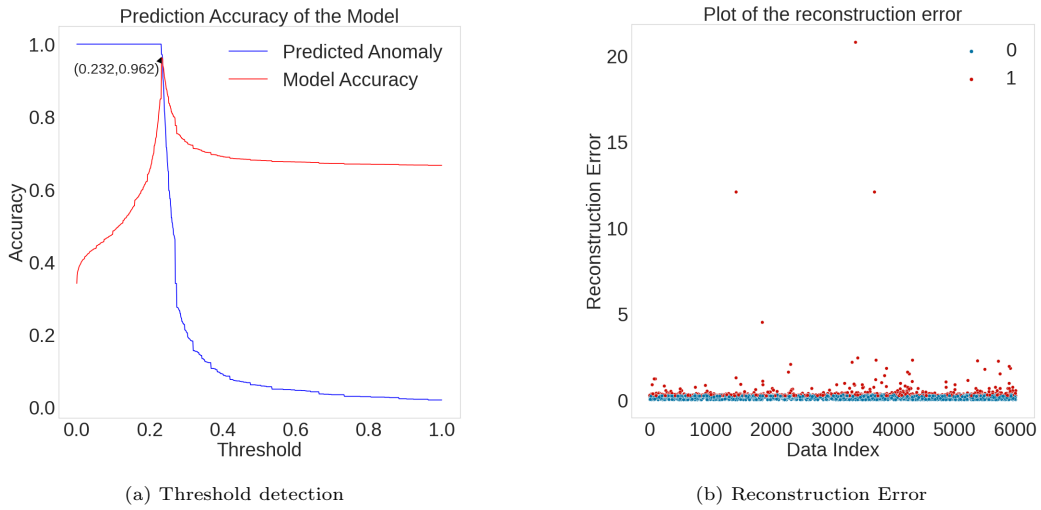 Prediction Accuracy of the Model
1.0
0.8
0.6
0.4
0.2
0.0
Accuracy
(0.232,0.962)
Predicted Anomaly
Model Accuracy
0.0 0.2 0.4 0.6 0.8 1.0
Threshold
(a) Threshold detection
Plot of the reconstruction error
20
15
10
5
0
Reconstruction Error
0
1
0 1000 2000 3000 4000 5000 6000
Data Index
(b) Reconstruction Error